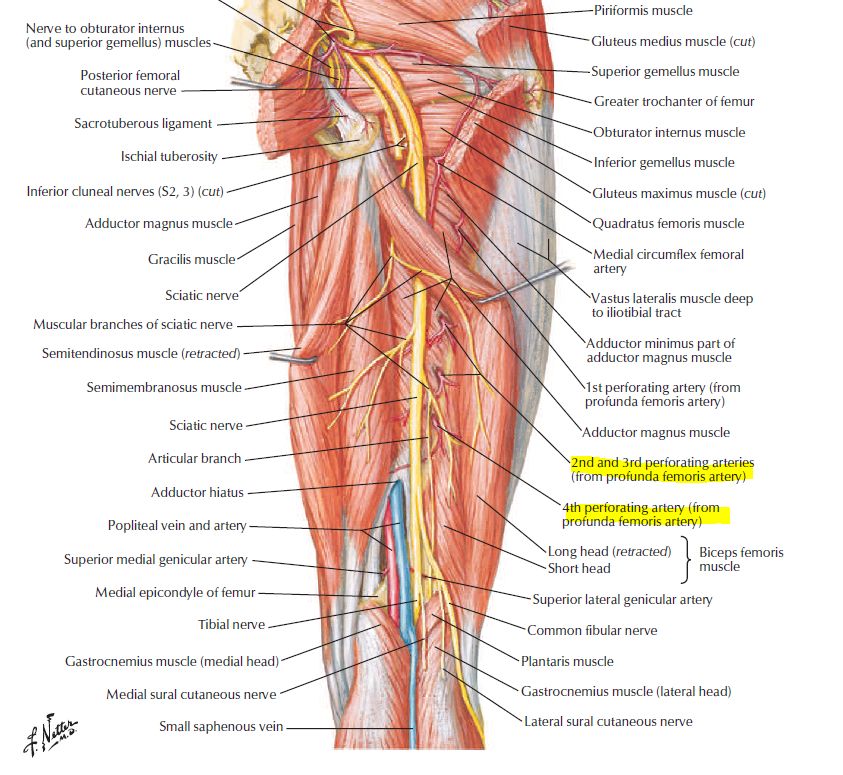 Nerve to obturator internus
(and superior gemellus) muscles
Posterior femoral
cutaneous nerve
Sacrotuberous ligament
Ischial tuberosity
Inferior cluneal nerves (S2, 3) (cut)
Adductor magnus muscle
Gracilis muscle
Sciatic nerve
Muscular branches of sciatic nerve
Semitendinosus muscle (retracted)
Semimembranosus muscle
Sciatic nerve
Articular branch
Adductor hiatus
Popliteal vein and artery
Superior medial genicular artery
Medial epicondyle of femur
Tibial nerve
Gastrocnemius muscle (medial head)
Medial sural cutaneous nerve
Small saphenous vein
Piriformis muscle
Gluteus medius muscle (cut)
Superior gemellus muscle
Greater trochanter of femur
Obturator internus muscle
Inferior gemellus muscle
Gluteus maximus muscle (cut)
Quadratus femoris muscle
Medial circumflex femoral
artery
Vastus lateralis muscle deep
to iliotibial tract
Adductor minimus part of
adductor magnus muscle
1st perforating artery (from
profunda femoris artery)
Adductor magnus muscle
2nd and 3rd perforating arteries
(from profunda femoris artery)
4th perforating artery (from
profunda femoris artery)
Long head (retracted)
Short head
Biceps femoris
muscle
Superior lateral genicular artery
Common fibular nerve
Plantaris muscle
Gastrocnemius muscle (lateral head)
Lateral sural cutaneous nerve
F. Netter
M.D.